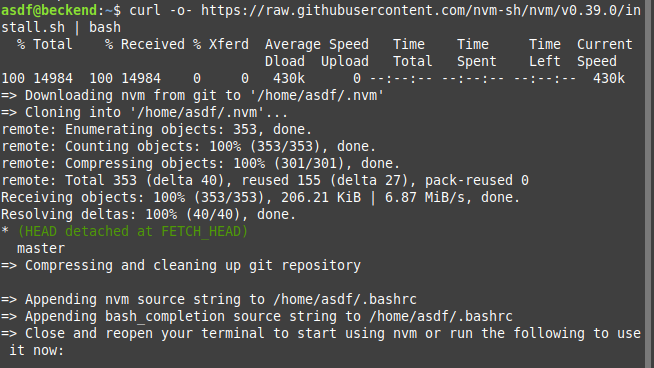 asdf@beckend:~$ curl -o- https://raw.githubusercontent.com/nvm-sh/nvm/v0.39.0/in
stall.sh | bash
  % Total    % Received % Xferd  Average Speed   Time    Time     Time  Current
                                 Dload  Upload   Total   Spent    Left  Speed
100 14984  100 14984    0     0   430k      0 --:--:-- --:--:-- --:--:--  430k
=> Downloading nvm from git to '/home/asdf/.nvm'
=> Cloning into '/home/asdf/.nvm'...
remote: Enumerating objects: 353, done.
remote: Counting objects: 100% (353/353), done.
remote: Compressing objects: 100% (301/301), done.
remote: Total 353 (delta 40), reused 155 (delta 27), pack-reused 0
Receiving objects: 100% (353/353), 206.21 KiB | 6.87 MiB/s, done.
Resolving deltas: 100% (40/40), done.
* (HEAD detached at FETCH_HEAD)
  master
=> Compressing and cleaning up git repository

=> Appending nvm source string to /home/asdf/.bashrc
=> Appending bash_completion source string to /home/asdf/.bashrc
=> Close and reopen your terminal to start using nvm or run the following to use
 it now: